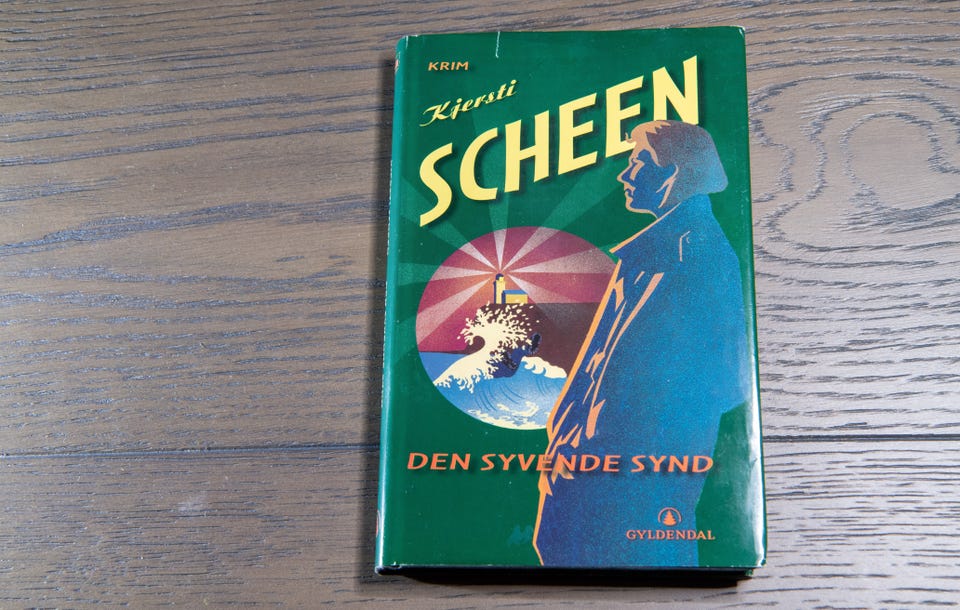 KRIM
Kjersti
SCHEEN
DEN SYVENDE SYND
GYLDENDAL